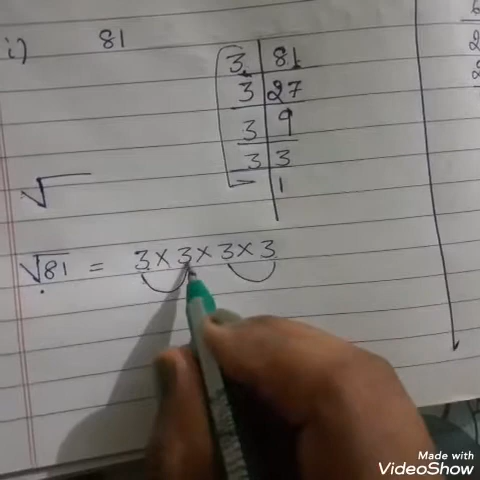 i) 81
3 | 81
3 | 27
3 | 9
3 | 3
1
√
√81 = 3 × 3 × 3 × 3
Made with
VideoShow